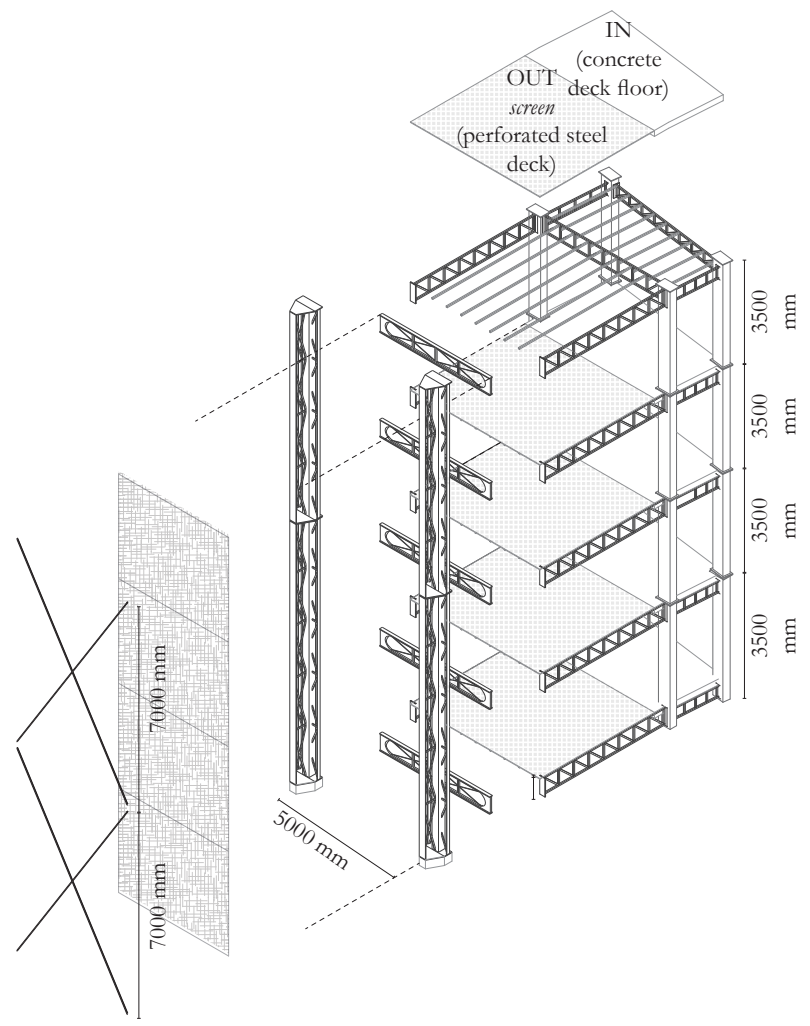 IN
(concrete
deck floor)
OUT
screen
(perforated steel
deck)
3500
mm
3500
mm
3500
mm
3500
mm
7000 mm
7000 mm
5000 mm